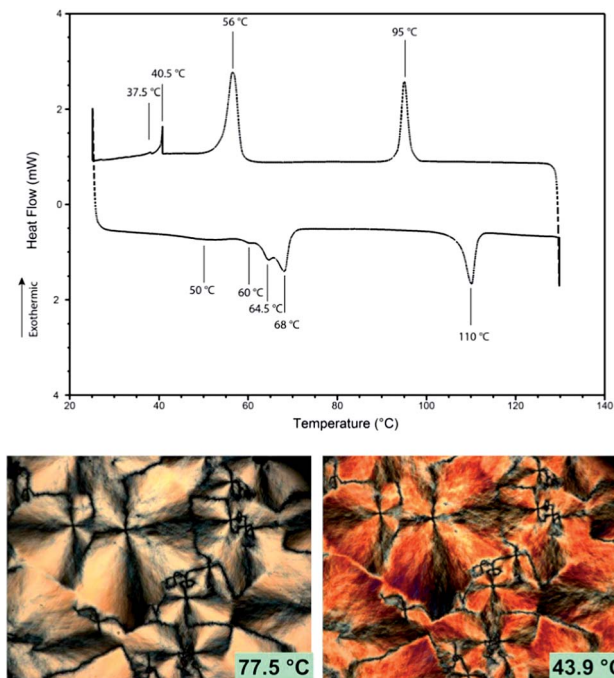 4
56 °C
95 °C
40.5 °C
37.5 °C
2
0
2
4
Heat Flow (mW)
Exothermic
50 °C
60 °C
64.5 °C
68 °C
110 °C
20
40
60
80
100
120
140
Temperature (°C)
77.5 °C
43.9 °C